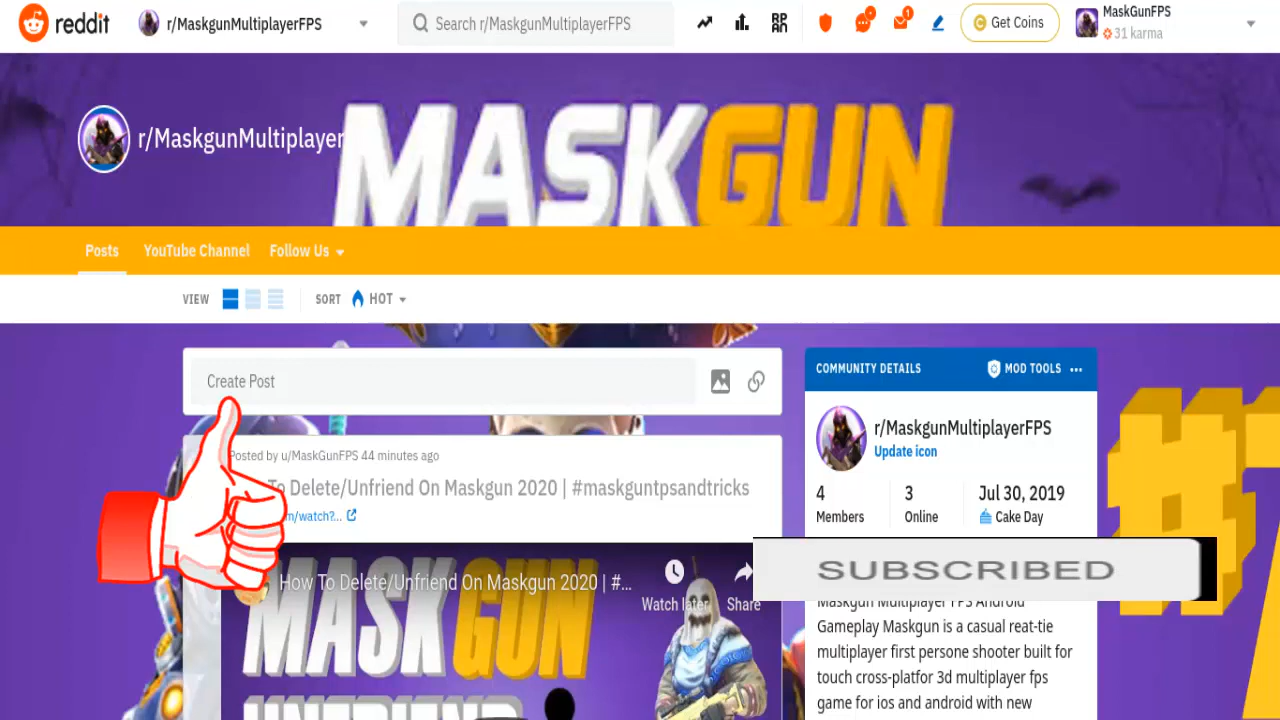 reddit
r/MaskgunMultiplayerFPS
Search r/MaskgunMultiplayerFPS
1
Get Coins
MaskGunFPS
31 karma
r/MaskgunMultiplayer
MASKGUN
Posts
YouTube Channel
Follow Us
VIEW
SORT
HOT
Create Post
COMMUNITY DETAILS
MOD TOOLS
r/MaskgunMultiplayerFPS
Update icon
Posted by u/MaskGunFPS 44 minutes ago
To Delete/Unfriend On Maskgun 2020 | #maskguntpsandtricks
m/watch?...
4
3
Jul 30, 2019
Members
Online
Cake Day
SUBSCRIBED
How To Delete/Unfriend On Maskgun 2020 | #...
Watch later
Share
MASKGUN
UNFRIEND
Maskgun Multiplayer FPS Android
Gameplay Maskgun is a casual reat-tie
multiplayer first persone shooter built for
touch cross-platfor 3d multiplayer fps
game for ios and android with new